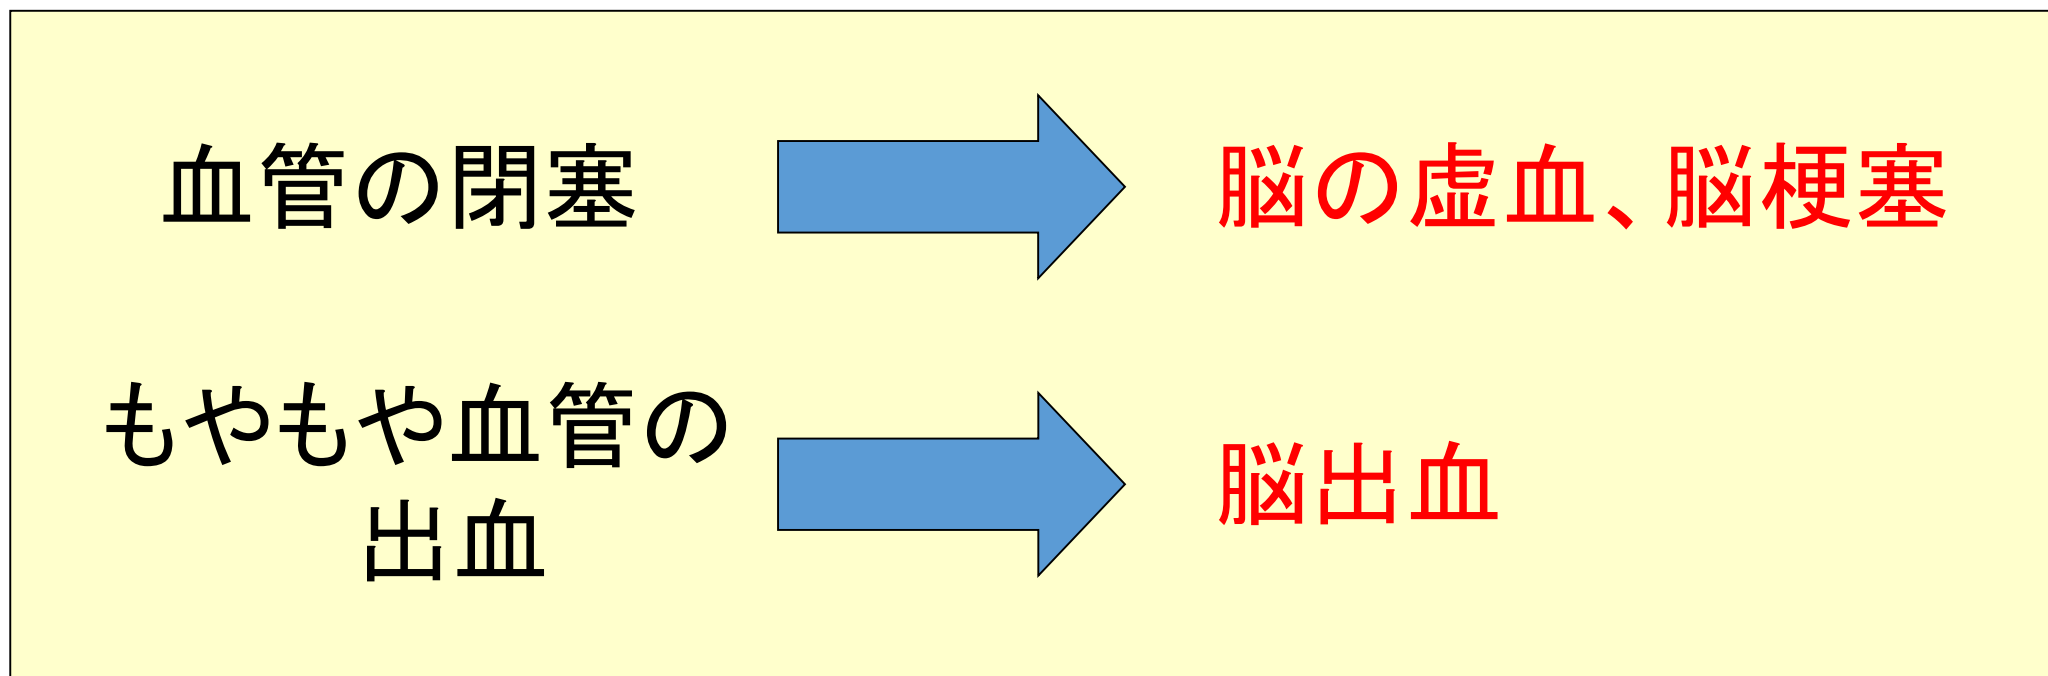 血管の閉塞
脳の虚血、脳梗塞
もやもや血管の
出血
脳出血